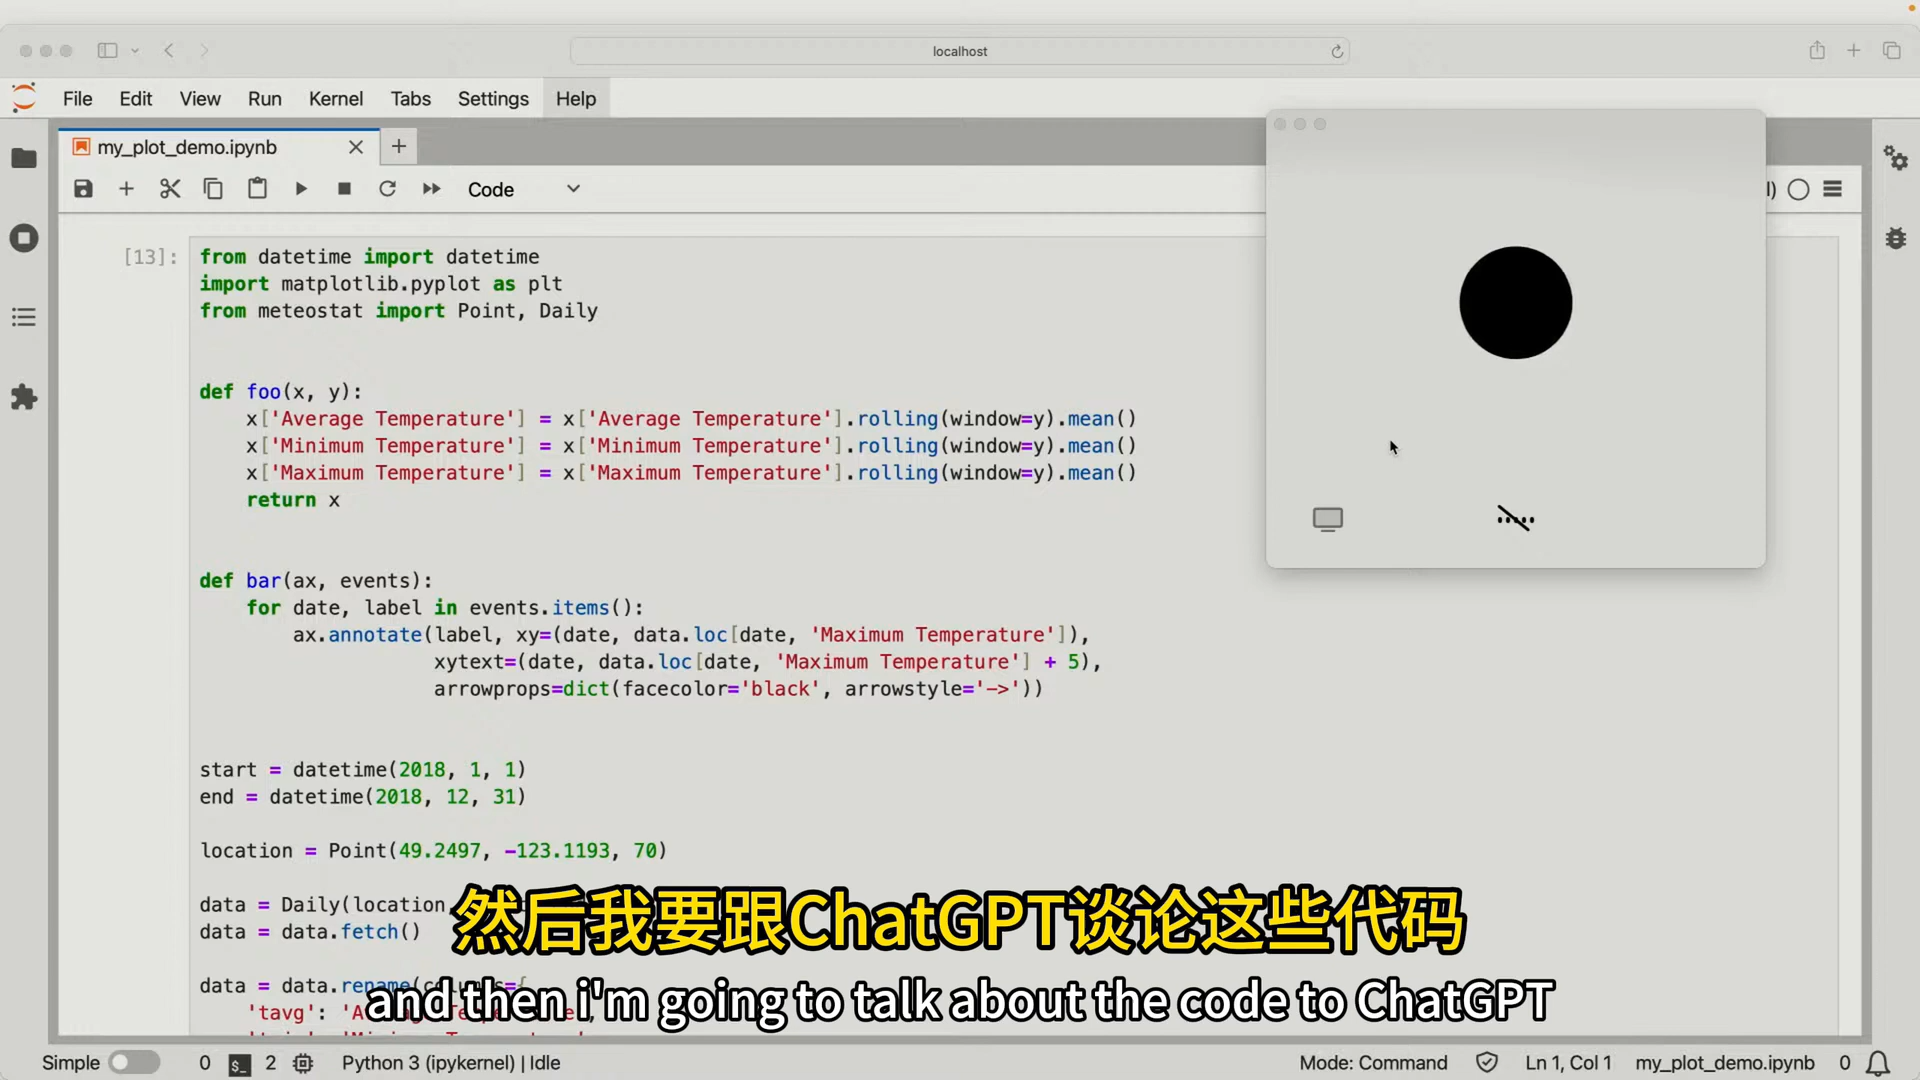 localhost
File Edit View Run Kernel Tabs Settings Help
my_plot_demo.ipynb
Code
[13]:
from datetime import datetime
import matplotlib.pyplot as plt
from meteostat import Point, Daily
def foo(x, y):
x['Average Temperature'] = x['Average Temperature'].rolling(window=y).mean()
x['Minimum Temperature'] = x['Minimum Temperature'].rolling(window=y).mean()
x['Maximum Temperature'] = x['Maximum Temperature'].rolling(window=y).mean()
return x
def bar(ax, events):
for date, label in events.items():
ax.annotate(label, xy=(date, data.loc[date, 'Maximum Temperature']),
xytext=(date, data.loc[date, 'Maximum Temperature'] + 5),
arrowprops=dict(facecolor='black', arrowstyle='->'))
start = datetime(2018, 1, 1)
end = datetime(2018, 12, 31)
location = Point(49.2497, -123.1193, 70)
data = Daily(location,
data = data.fetch()
然后我要跟ChatGPT谈论这些代码
data = data.rename(columns={
and then i'm going to talk about the code to ChatGPT
'tavg':
Simple 0 $_ 2 Python 3 (ipykernel) | Idle Mode: Command Ln 1, Col 1 my_plot_demo.ipynb 0